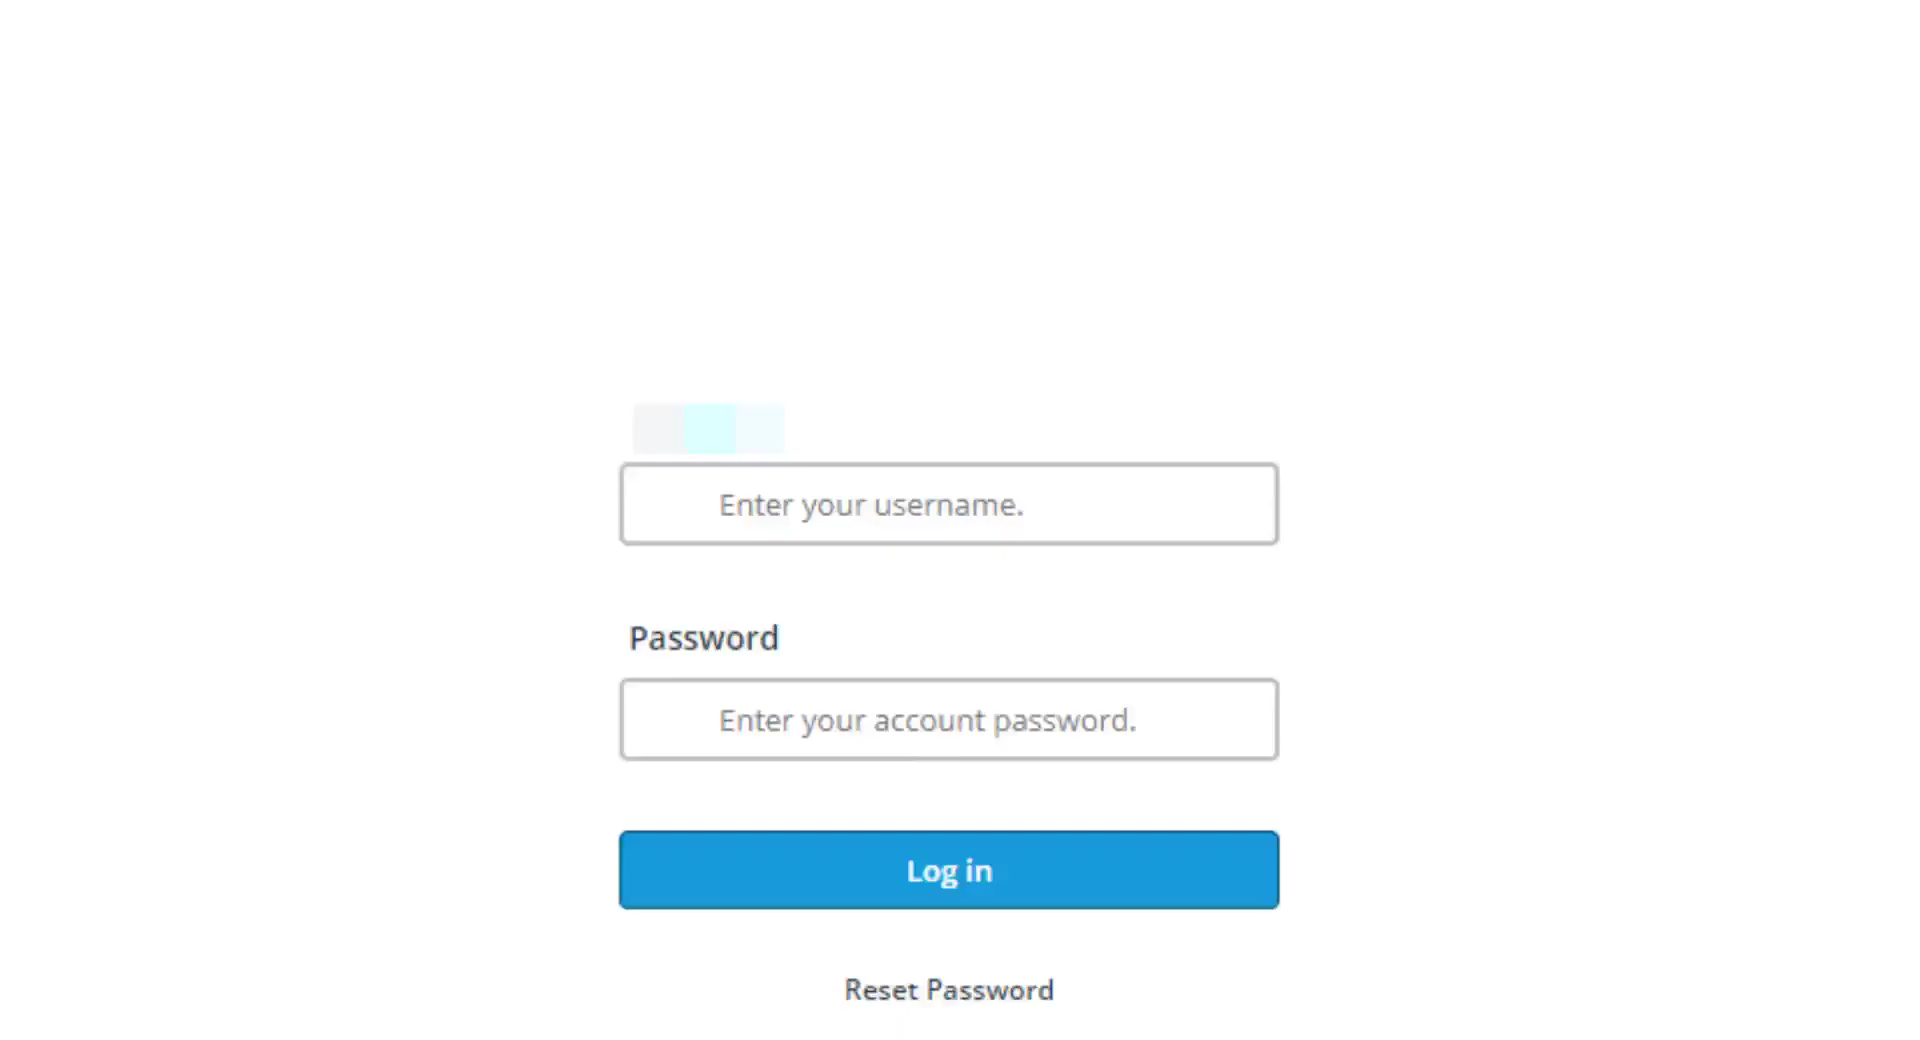 Enter your username.
Password
Enter your account password.
Log in
Reset Password